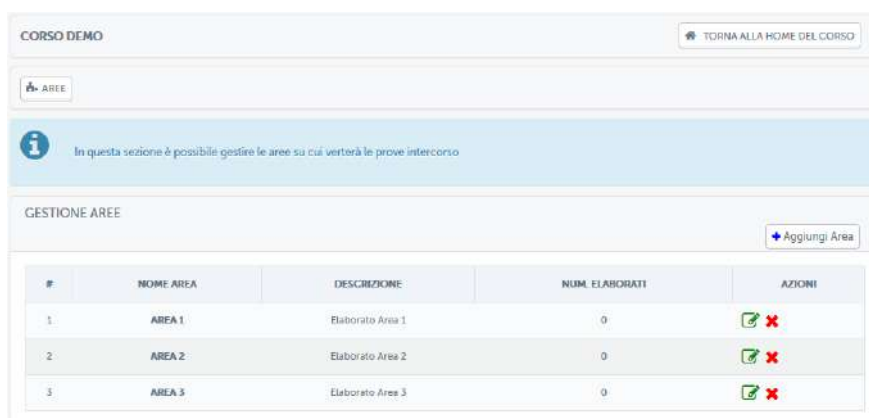 CORSO DEMO
TORNA ALLA HOME DEL CORSO
AREE
In questa sezione è possibile gestire le aree su cui verterà le prove intercorso
GESTIONE AREE
Aggiungi Area
# NOME AREA DESCRIZIONE NUM. ELABORATI AZIONI
1 AREA 1 Elaborato Area 1 0
2 AREA 2 Elaborato Area 2 0
3 AREA 3 Elaborato Area 3 0